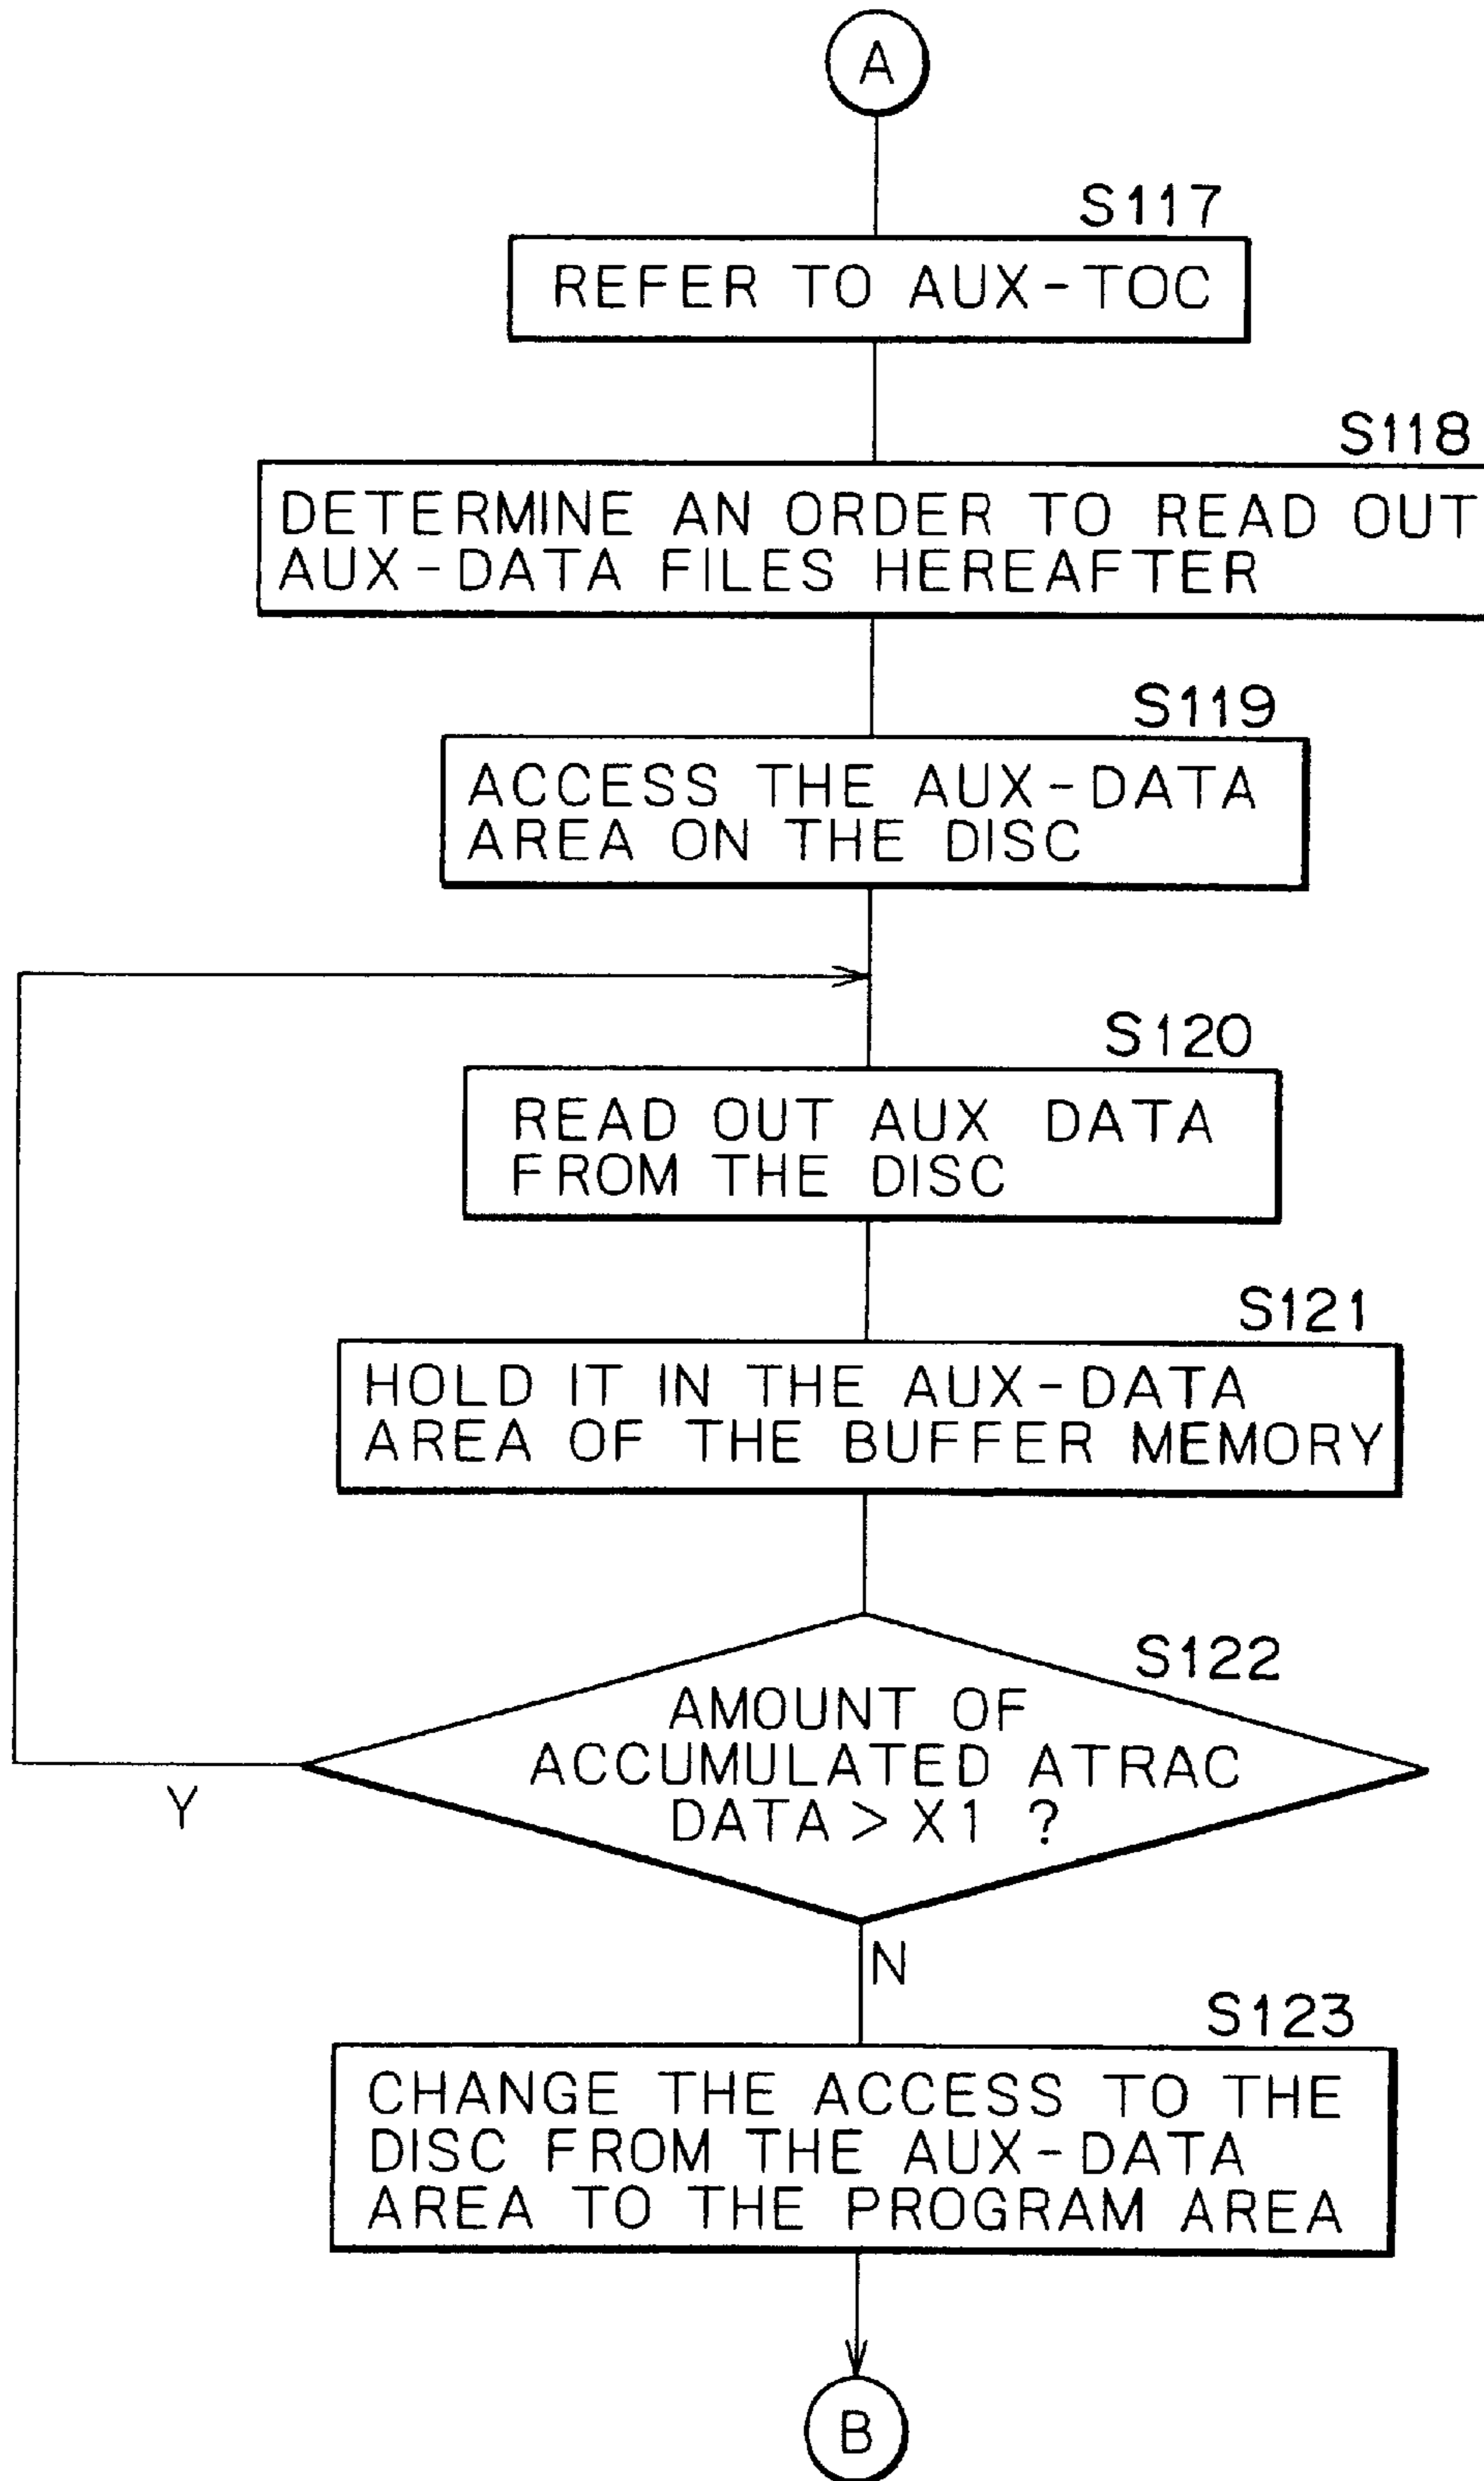 A
S117
REFER TO AUX-TOC
S118
DETERMINE AN ORDER TO READ OUT
AUX-DATA FILES HEREAFTER
S119
ACCESS THE AUX-DATA
AREA ON THE DISC
S120
READ OUT AUX DATA
FROM THE DISC
S121
HOLD IT IN THE AUX-DATA
AREA OF THE BUFFER MEMORY
S122
AMOUNT OF
ACCUMULATED ATRAC
DATA > X1 ?
Y
N
S123
CHANGE THE ACCESS TO THE
DISC FROM THE AUX-DATA
AREA TO THE PROGRAM AREA
B